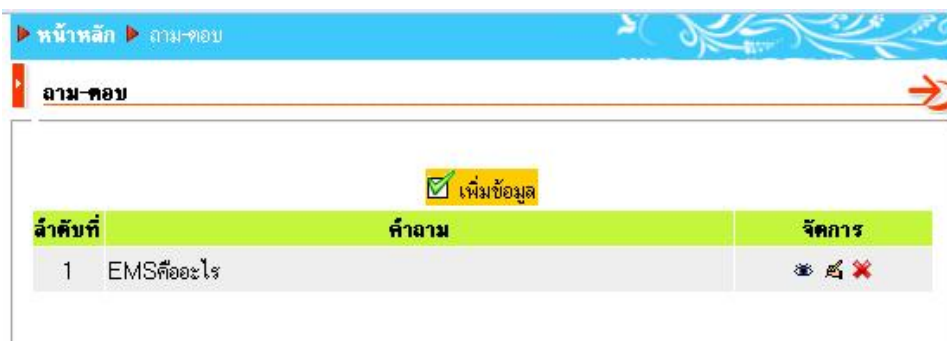 หน้าหลัก ถาม-ตอบ
ถาม-ตอบ
เพิ่มข้อมูล
ลำดับที่ คำถาม จัดการ
1 EMSคืออะไร